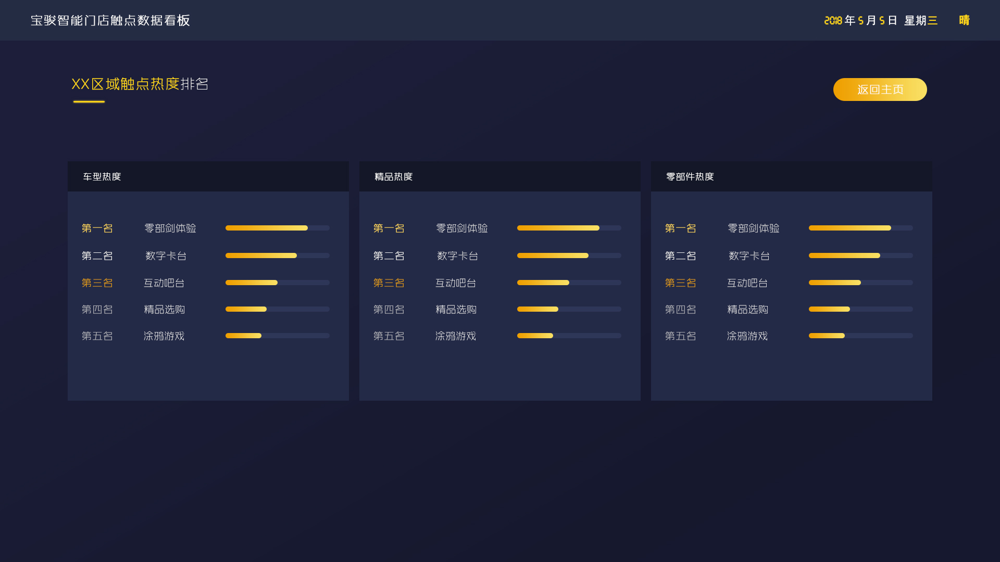 宝骏智能门店触点数据看板
2018年5月5日 星期三 晴
XX区域触点热度排名
返回主页
车型热度
第一名 零部剑体验
第二名 数字卡台
第三名 互动吧台
第四名 精品选购
第五名 涂鸦游戏
精品热度
第一名 零部剑体验
第二名 数字卡台
第三名 互动吧台
第四名 精品选购
第五名 涂鸦游戏
零部件热度
第一名 零部剑体验
第二名 数字卡台
第三名 互动吧台
第四名 精品选购
第五名 涂鸦游戏